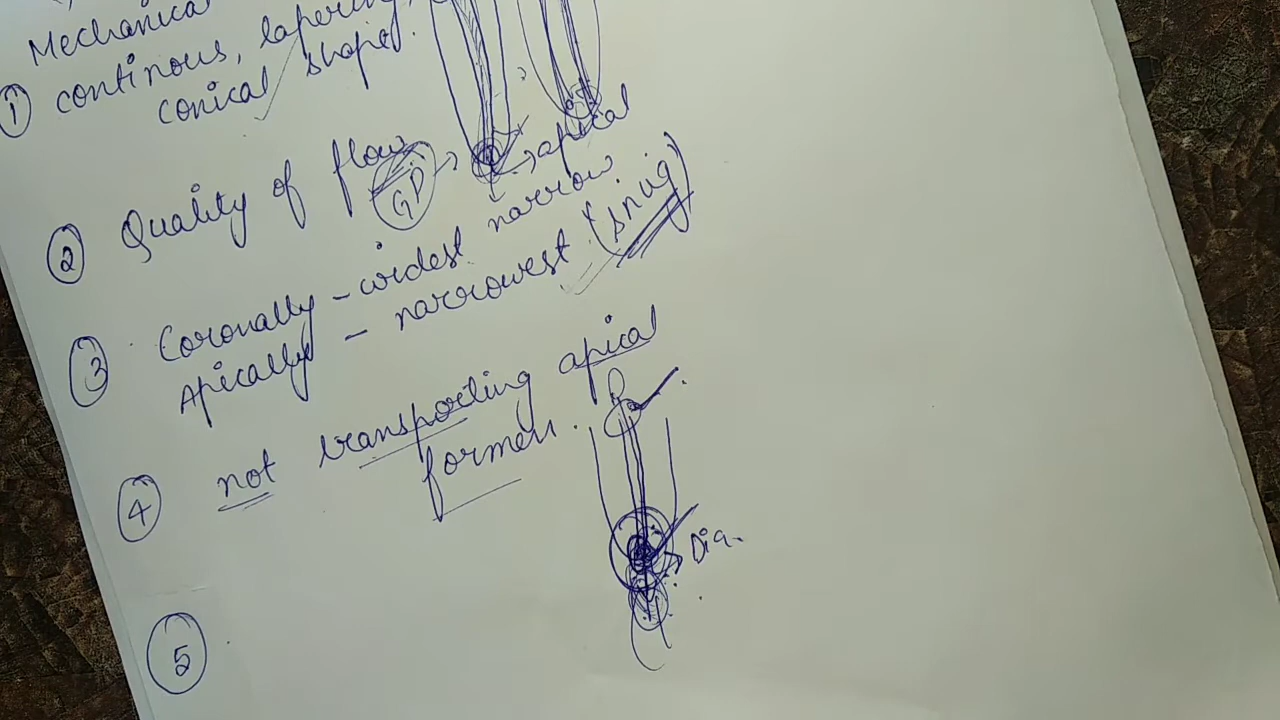 Mechanical
① continous, tapering,
conical shape.
② Quality of flow
GP
apical
③ Coronally - widest narrow.
Apically - narrowest (snug)
④ not transporting apical
formen.
Dia.
⑤